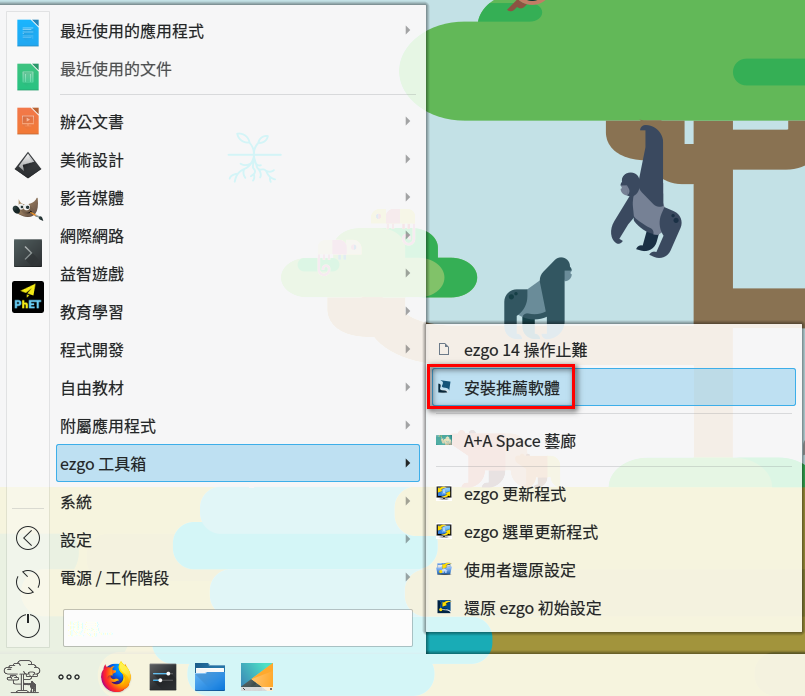 最近使用的應用程式
最近使用的文件
辦公文書
美術設計
影音媒體
網際網路
益智遊戲
教育學習
程式開發
自由教材
附屬應用程式
ezgo 工具箱
系統
設定
電源 / 工作階段
PhET
ezgo 14 操作止難
安裝推薦軟體
A+A Space 藝廊
ezgo 更新程式
ezgo 選單更新程式
使用者還原設定
還原 ezgo 初始設定